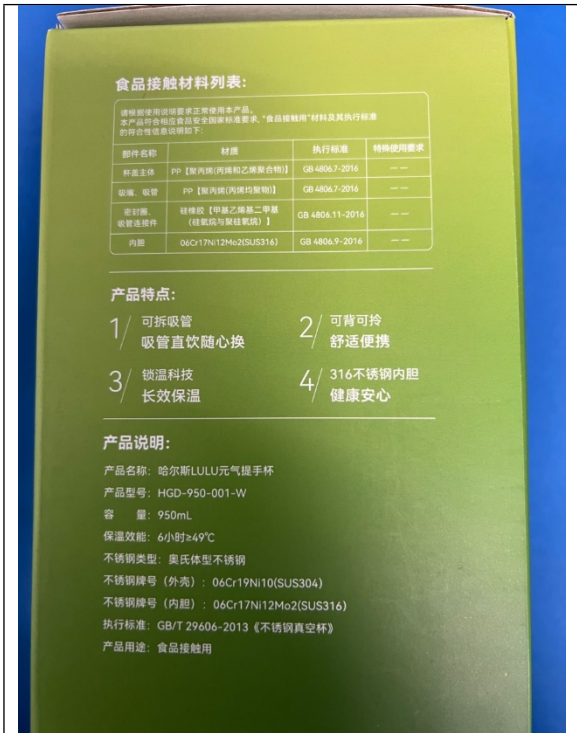 食品接触材料列表:
请根据使用说明要求正常使用本产品。
本产品符合相应食品安全国家标准要求, "食品接触用"材料及其执行标准
的符合性信息说明如下:
部件名称 材质 执行标准 特殊使用要求
杯盖主体 PP【聚丙烯(丙烯和乙烯聚合物)】 GB 4806.7-2016 ——
吸嘴、吸管 PP【聚丙烯(丙烯均聚物)】 GB 4806.7-2016 ——
密封圈、
吸管连接件 硅橡胶【甲基乙烯基二甲基
(硅氧烷与聚硅氧烷)】 GB 4806.11-2016 ——
内胆 06Cr17Ni12Mo2(SUS316) GB 4806.9-2016 ——
产品特点:
1/ 可拆吸管
吸管直饮随心换
2/ 可背可拎
舒适便携
3/ 锁温科技
长效保温
4/ 316不锈钢内胆
健康安心
产品说明:
产品名称: 哈尔斯LULU元气提手杯
产品型号: HGD-950-001-W
容 量: 950mL
保温效能: 6小时≥49℃
不锈钢类型: 奥氏体型不锈钢
不锈钢牌号(外壳): 06Cr19Ni10(SUS304)
不锈钢牌号(内胆): 06Cr17Ni12Mo2(SUS316)
执行标准: GB/T 29606-2013《不锈钢真空杯》
产品用途: 食品接触用